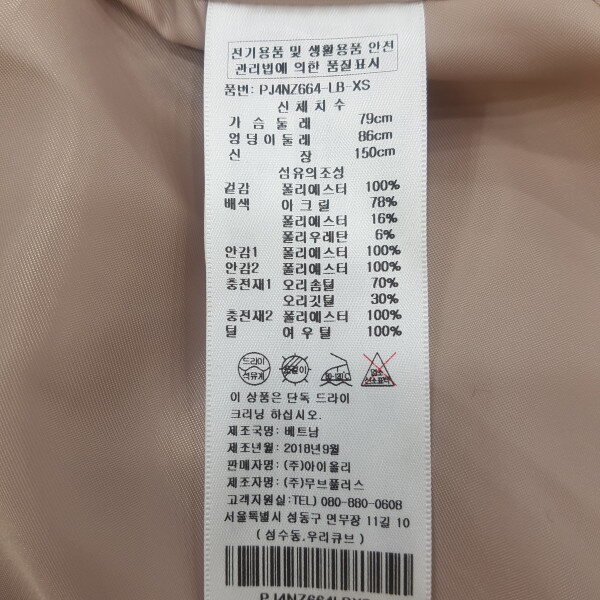 전기용품 및 생활용품 안전
관리법에 의한 품질표시
품번: PJ4NZ664-LB-XS
신체치수
가슴둘레 79cm
엉덩이둘레 86cm
신장 150cm
섬유의조성
겉감 폴리에스터 100%
배색 아크릴 78%
폴리에스터 16%
폴리우레탄 6%
안감1 폴리에스터 100%
안감2 폴리에스터 100%
충전재1 오리솜털 70%
오리깃털 30%
충전재2 폴리에스터 100%
털 여우털 100%
드라이
석유계
이 상품은 단독 드라이
크리닝 하십시오.
제조국명: 베트남
제조년월: 2018년9월
판매자명: (주)아이올리
제조자명: (주)무브플러스
고객지원실:TEL) 080-880-0608
서울특별시 성동구 연무장 11길 10
(성수동,우리큐브)